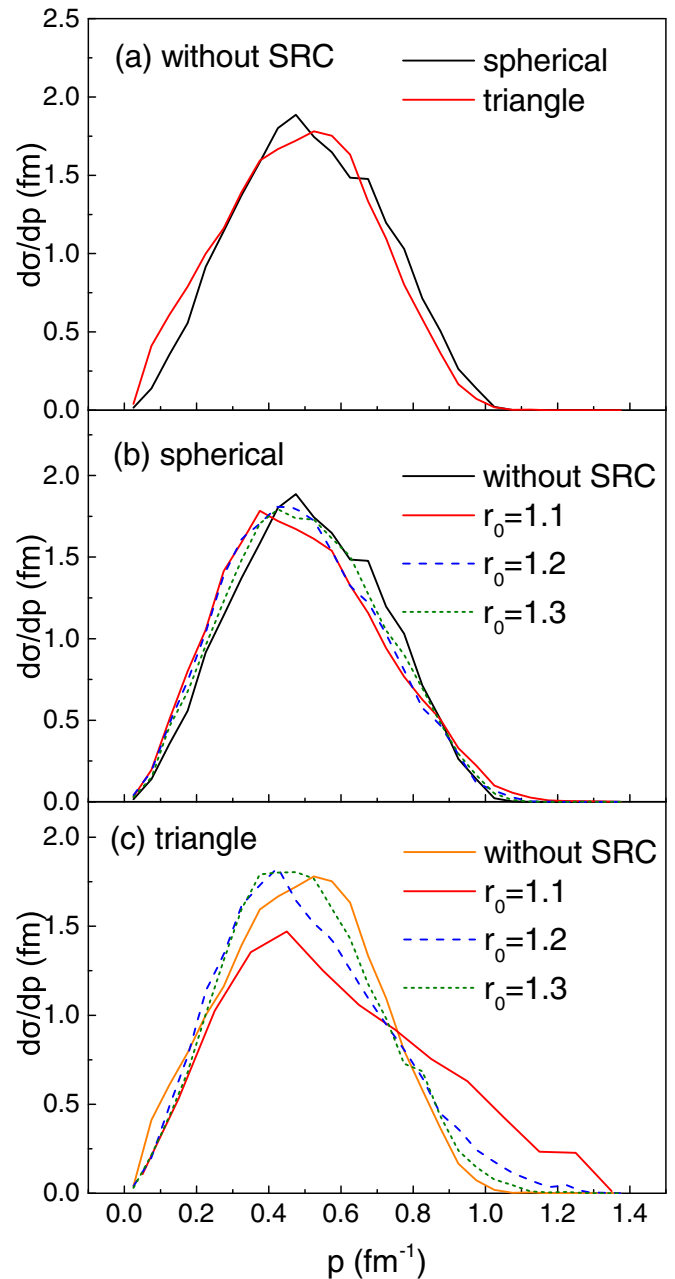 2.5
(a) without SRC
spherical
triangle
2.0
1.5
1.0
0.5
0.0
dσ/dp (fm)
(b) spherical
without SRC
r₀=1.1
r₀=1.2
r₀=1.3
2.0
1.5
1.0
0.5
0.0
dσ/dp (fm)
(c) triangle
without SRC
r₀=1.1
r₀=1.2
r₀=1.3
2.0
1.5
1.0
0.5
0.0
dσ/dp (fm)
0.0 0.2 0.4 0.6 0.8 1.0 1.2 1.4
p (fm⁻¹)